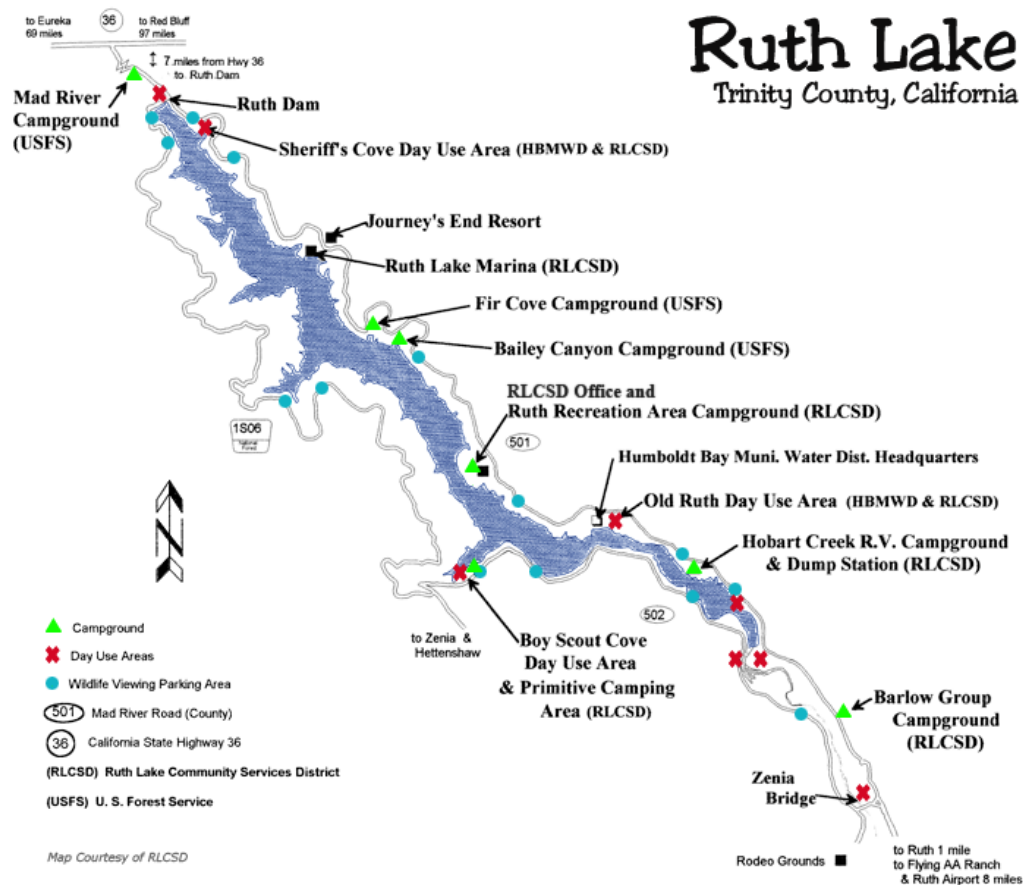 Ruth Lake
Trinity County, California
to Eureka
69 miles
36
to Red Bluff
97 miles
7 miles from Hwy 36
to Ruth Dam
Mad River
Campground
(USFS)
Ruth Dam
Sheriff's Cove Day Use Area (HBMWD & RLCSD)
Journey's End Resort
Ruth Lake Marina (RLCSD)
Fir Cove Campground (USFS)
Bailey Canyon Campground (USFS)
RLCSD Office and
Ruth Recreation Area Campground (RLCSD)
1S06
National
Forest
501
Humboldt Bay Muni. Water Dist. Headquarters
Old Ruth Day Use Area (HBMWD & RLCSD)
Hobart Creek R.V. Campground
& Dump Station (RLCSD)
N
502
to Zenia &
Hettenshaw
Boy Scout Cove
Day Use Area
& Primitive Camping
Area (RLCSD)
Barlow Group
Campground
(RLCSD)
Zenia
Bridge
Campground
Day Use Areas
Wildlife Viewing Parking Area
501 Mad River Road (County)
36 California State Highway 36
(RLCSD) Ruth Lake Community Services District
(USFS) U. S. Forest Service
Map Courtesy of RLCSD
Rodeo Grounds
to Ruth 1 mile
to Flying AA Ranch
& Ruth Airport 8 miles